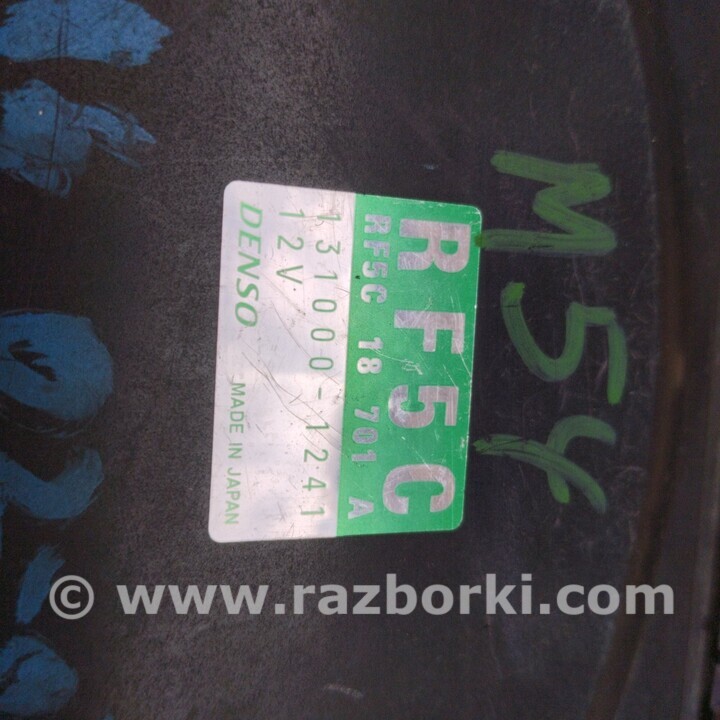 M54
RF5C
RF5C 18 701 A
131000-1241
12V
DENSO MADE IN JAPAN
© www.razborki.com